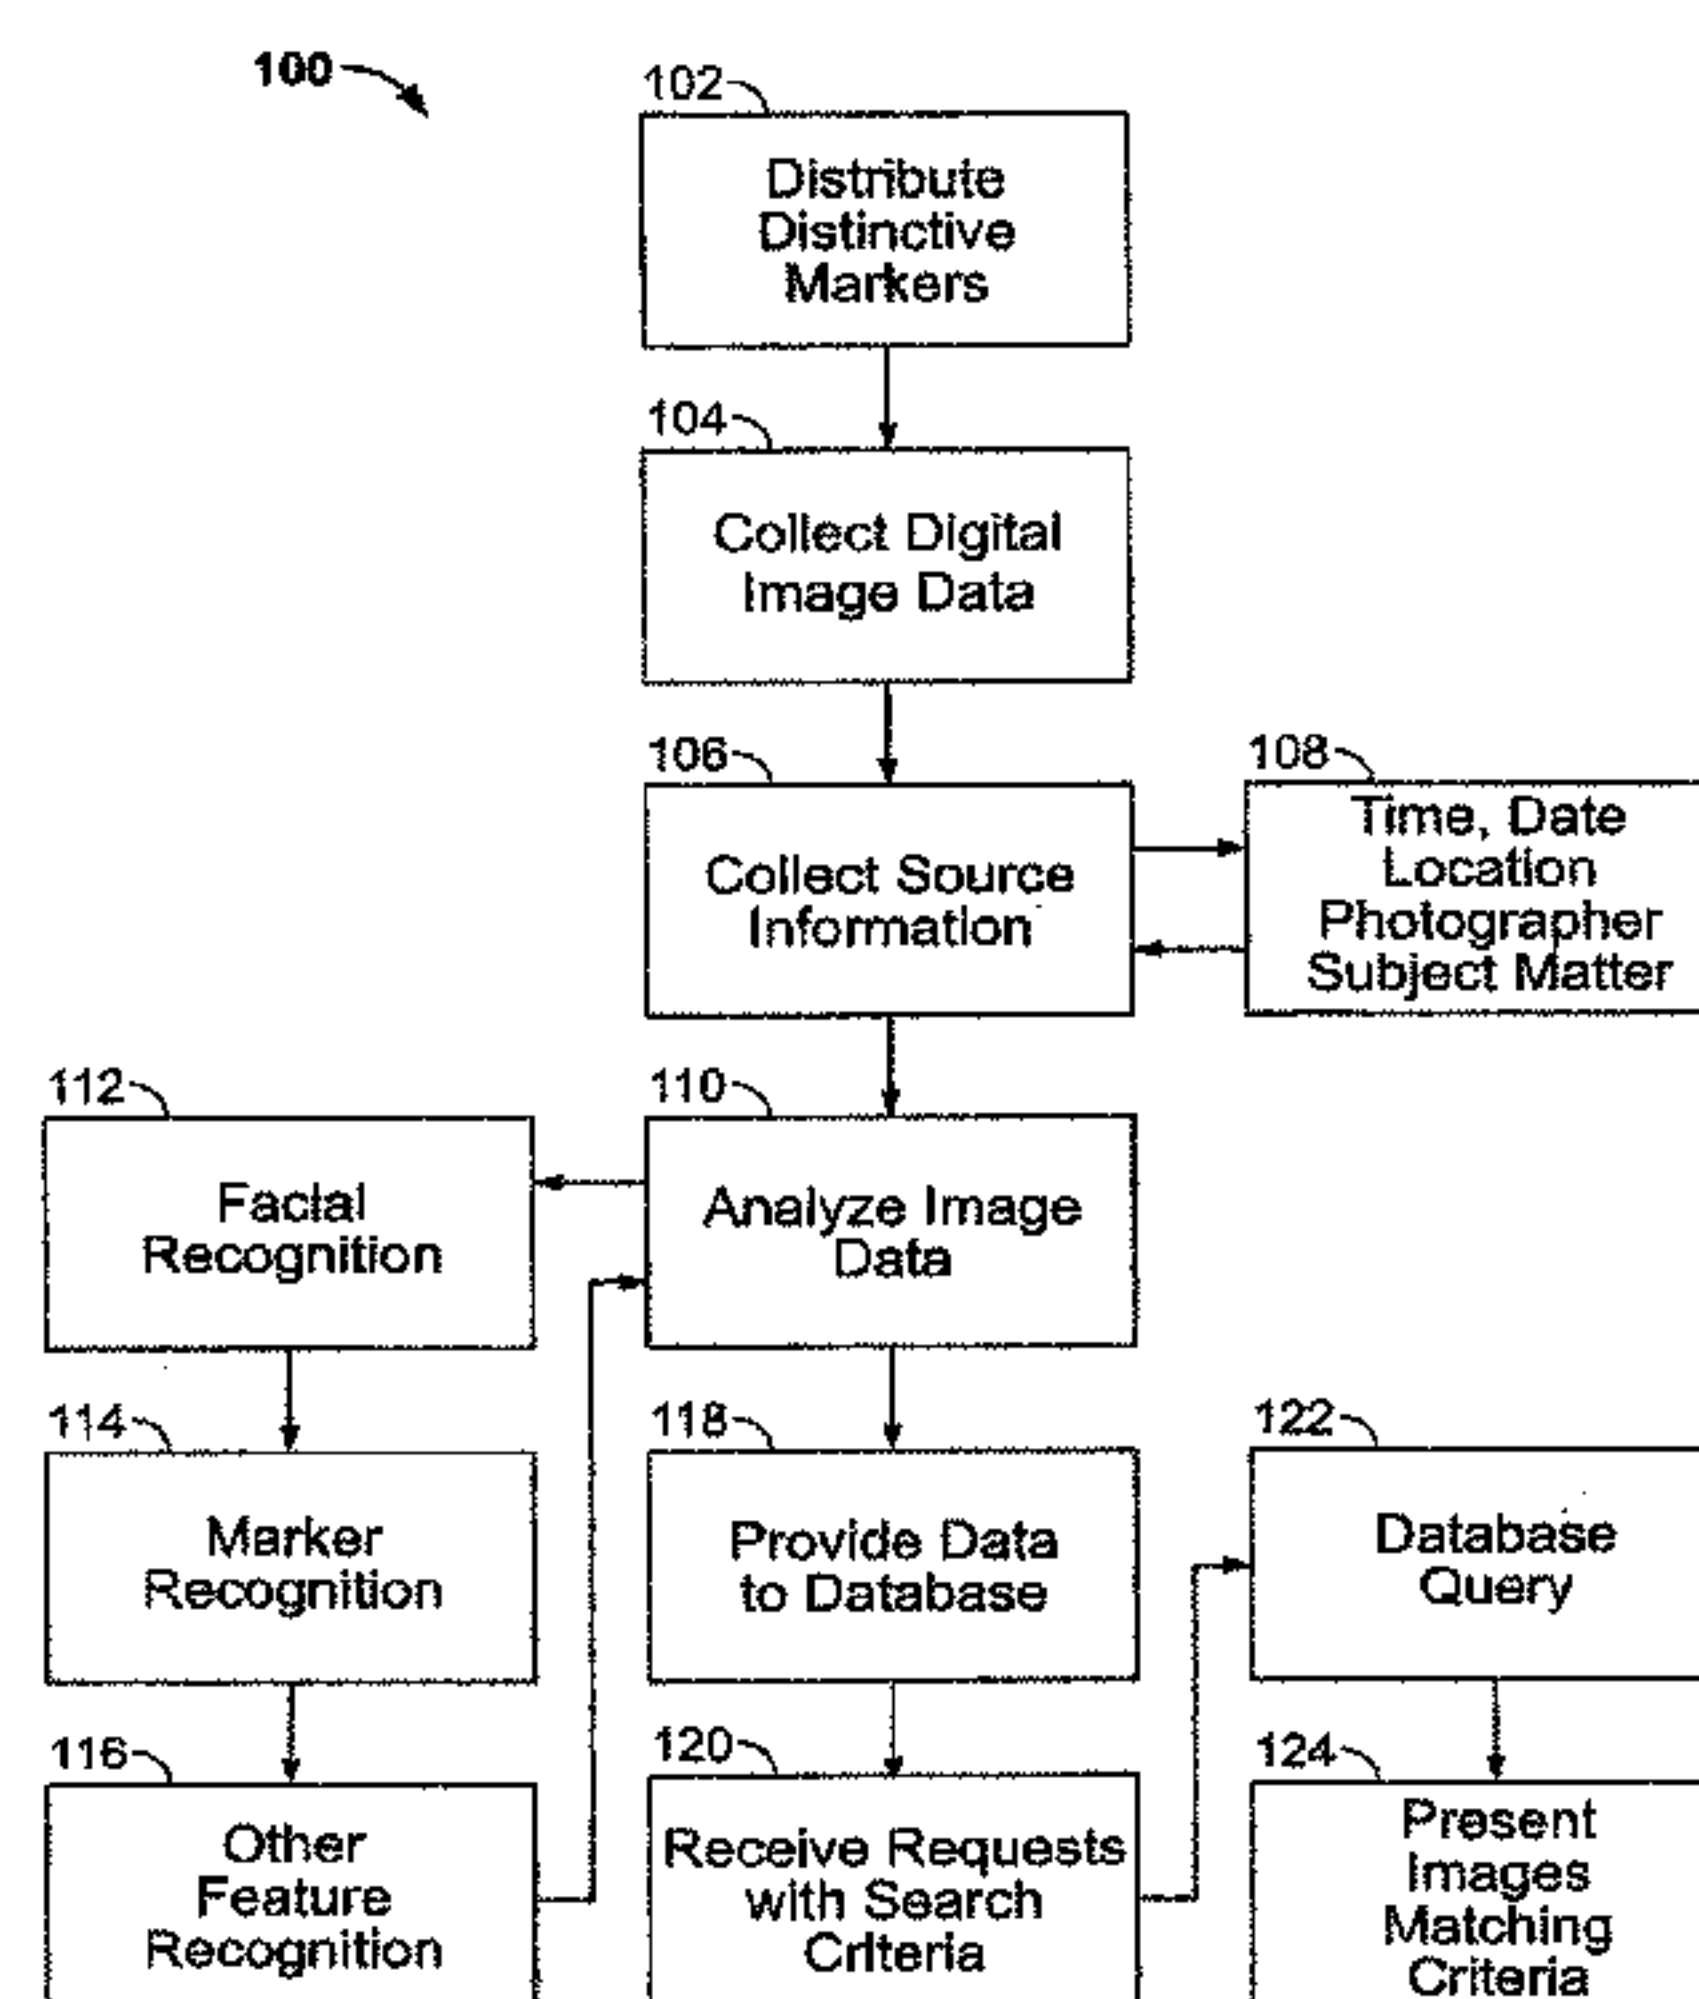 100
102
Distribute
Distinctive
Markers
104
Collect Digital
Image Data
106
Collect Source
Information
108
Time, Date
Location
Photographer
Subject Matter
110
Analyze Image
Data
112
Facial
Recognition
114
Marker
Recognition
116
Other
Feature
Recognition
118
Provide Data
to Database
120
Receive Requests
with Search
Criteria
122
Database
Query
124
Present
Images
Matching
Criteria